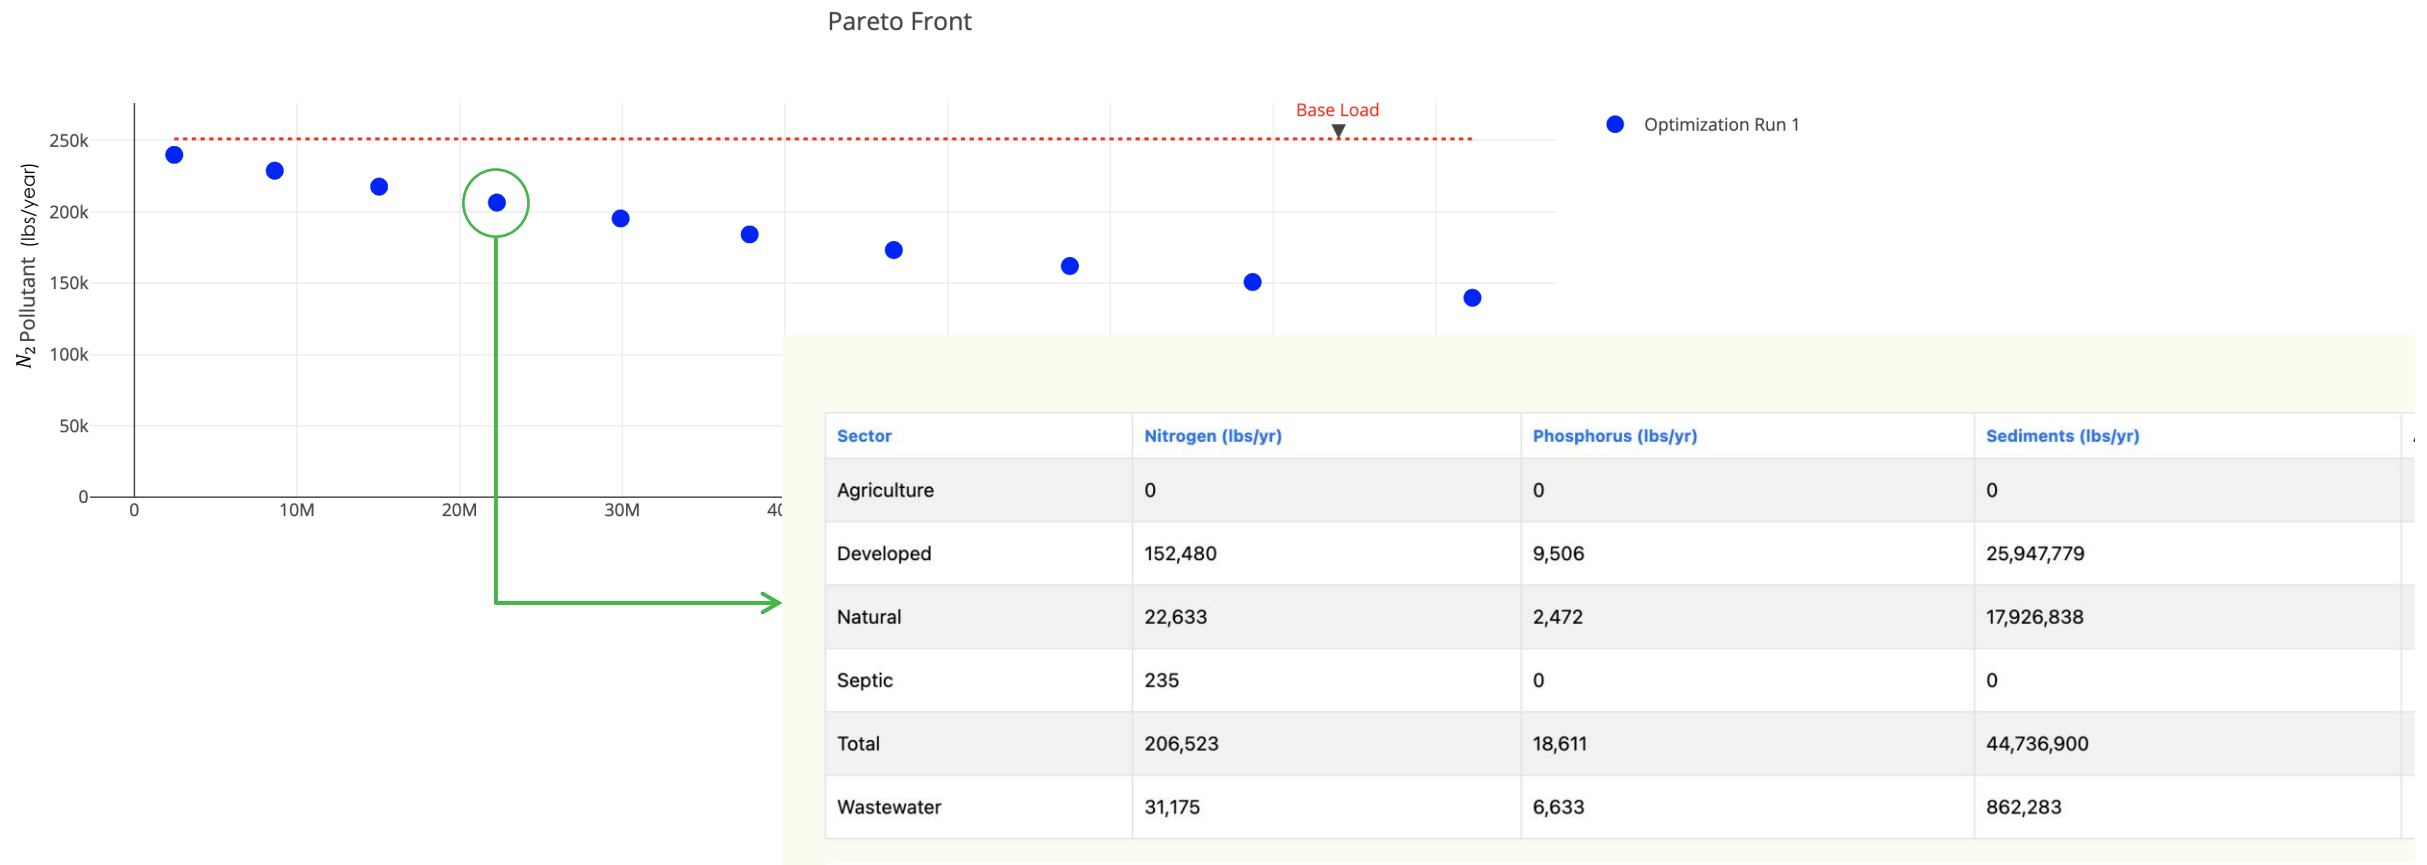 Pareto Front
Base Load
Optimization Run 1
N₂ Pollutant (lbs/year)
250k
200k
150k
100k
50k
0
0 10M 20M 30M
Sector Nitrogen (lbs/yr) Phosphorus (lbs/yr) Sediments (lbs/yr)
Agriculture 0 0 0
Developed 152,480 9,506 25,947,779
Natural 22,633 2,472 17,926,838
Septic 235 0 0
Total 206,523 18,611 44,736,900
Wastewater 31,175 6,633 862,283